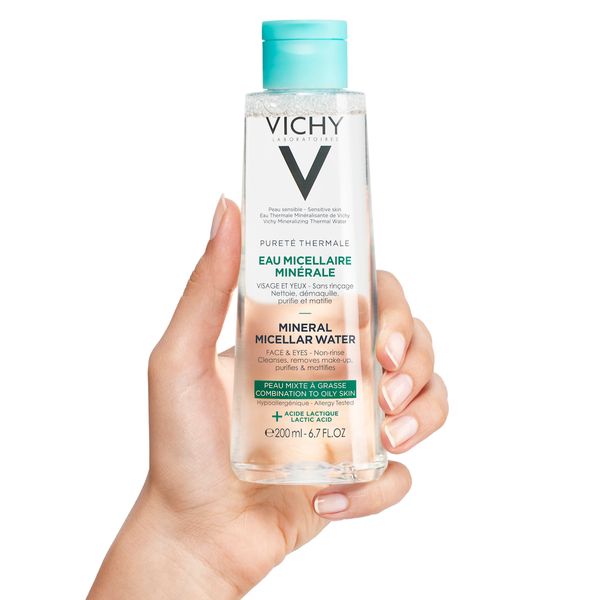 VICHY
LABORATOIRES
V
Peau sensible - Sensitive skin
Eau Thermale Minéralisante de Vichy
Vichy Mineralizing Thermal Water
PURETÉ THERMALE
EAU MICELLAIRE
MINÉRALE
VISAGE ET YEUX - Sans rinçage
Nettoie, démaquille,
purifie et matifie
MINERAL
MICELLAR WATER
FACE & EYES - Non-rinse
Cleanses, removes make-up,
purifies & mattifies
PEAU MIXTE À GRASSE
COMBINATION TO OILY SKIN
Hypoallergénique - Allergy Tested
+ ACIDE LACTIQUE
LACTIC ACID
℮200 ml - 6.7 FL.OZ